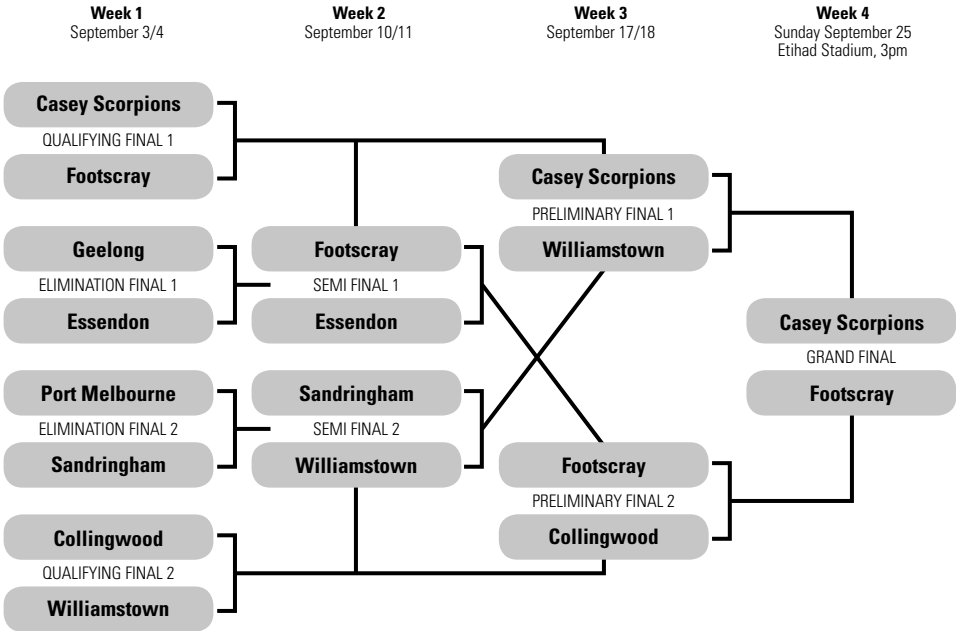 Week 1
September 3/4
Week 2
September 10/11
Week 3
September 17/18
Week 4
Sunday September 25
Etihad Stadium, 3pm
Casey Scorpions
QUALIFYING FINAL 1
Footscray
Geelong
ELIMINATION FINAL 1
Essendon
Port Melbourne
ELIMINATION FINAL 2
Sandringham
Collingwood
QUALIFYING FINAL 2
Williamstown
Footscray
SEMI FINAL 1
Essendon
Sandringham
SEMI FINAL 2
Williamstown
Casey Scorpions
PRELIMINARY FINAL 1
Williamstown
Footscray
PRELIMINARY FINAL 2
Collingwood
Casey Scorpions
GRAND FINAL
Footscray